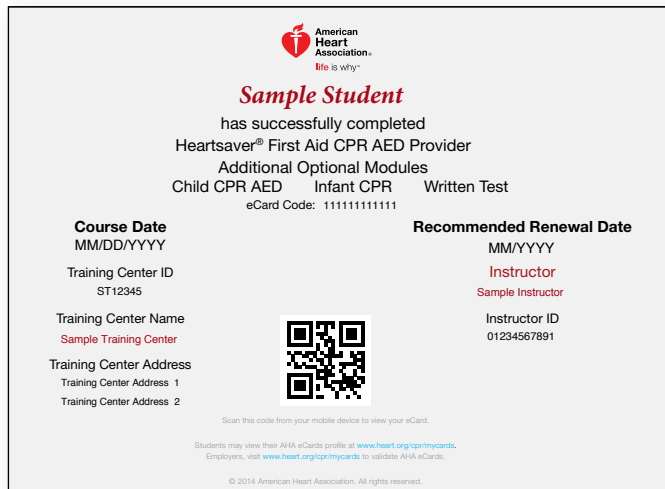 American
Heart
Association®
life is why™
Sample Student
has successfully completed
Heartsaver® First Aid CPR AED Provider
Additional Optional Modules
Child CPR AED Infant CPR Written Test
eCard Code: 111111111111
Course Date
MM/DD/YYYY
Training Center ID
ST12345
Training Center Name
Sample Training Center
Training Center Address
Training Center Address 1
Training Center Address 2
Recommended Renewal Date
MM/YYYY
Instructor
Sample Instructor
Instructor ID
01234567891
Scan this code from your mobile device to view your eCard.
Students may view their AHA eCards profile at www.heart.org/cpr/mycards.
Employers, visit www.heart.org/cpr/mycards to validate AHA eCards.
© 2014 American Heart Association. All rights reserved.